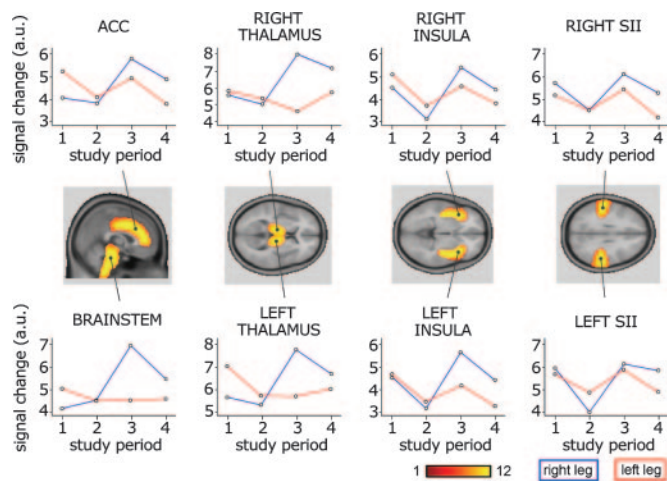 ACC
RIGHT THALAMUS
RIGHT INSULA
RIGHT SII
signal change (a.u.)
6
5
4
3
1 2 3 4
study period
8
7
6
5
4
1 2 3 4
study period
6
5
4
3
1 2 3 4
study period
7
6
5
4
1 2 3 4
study period
BRAINSTEM
LEFT THALAMUS
LEFT INSULA
LEFT SII
signal change (a.u.)
7
6
5
4
1 2 3 4
study period
8
7
6
5
1 2 3 4
study period
6
5
4
3
1 2 3 4
study period
7
6
5
4
1 2 3 4
study period
1 12
right leg
left leg